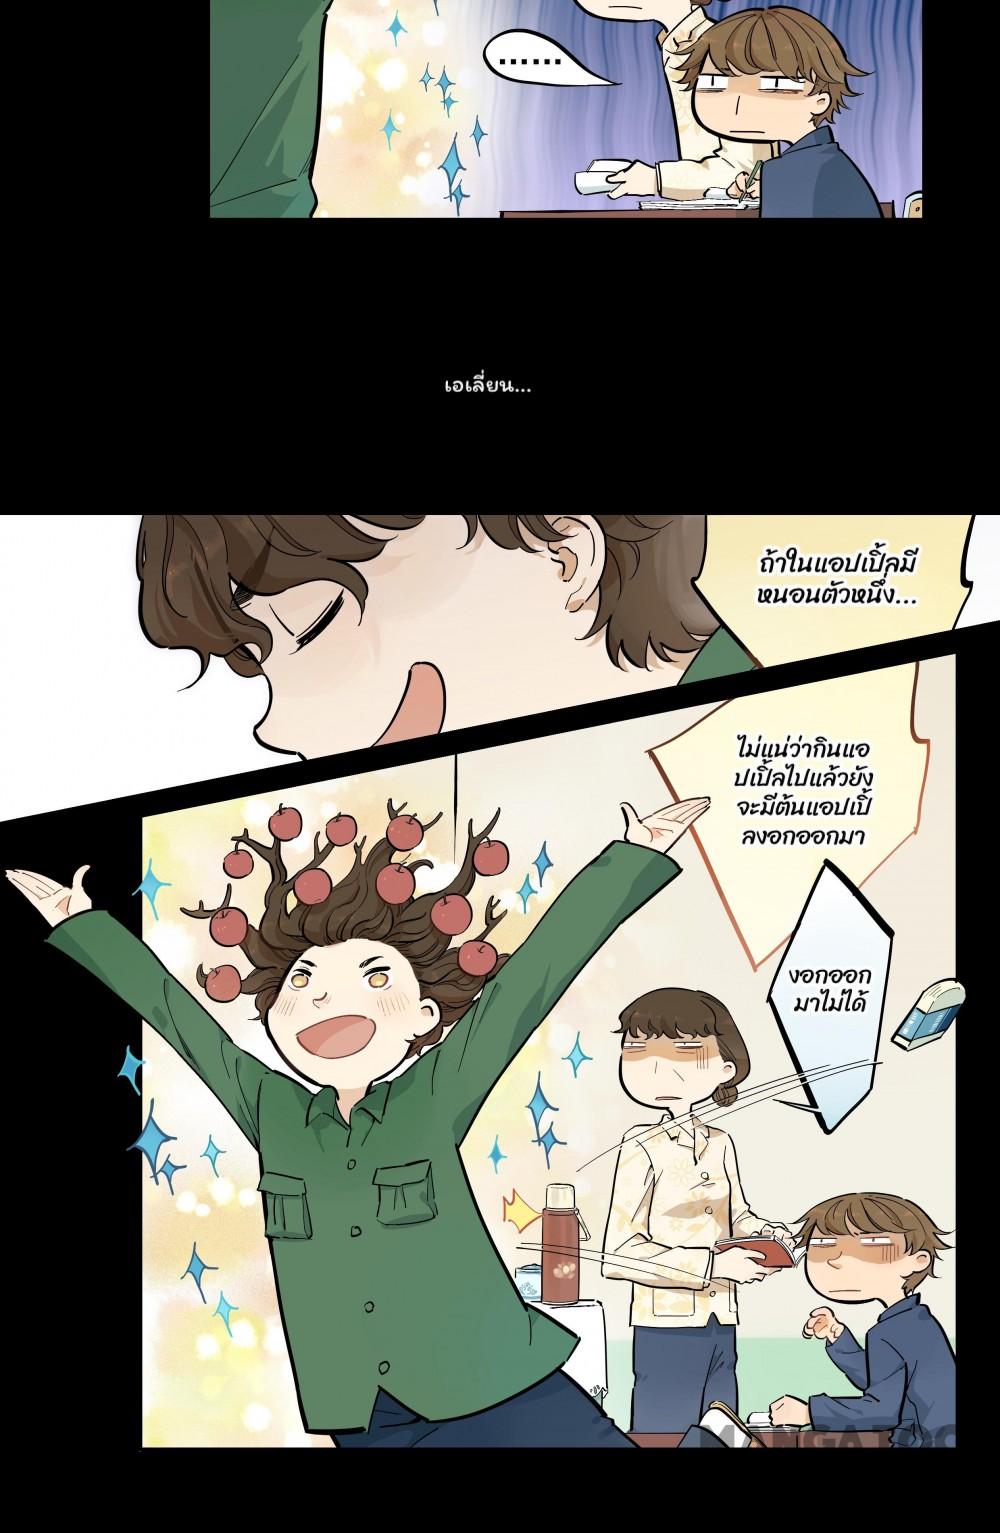 ......
เอเลี่ยน...
ถ้าในแอปเปิ้ลมี
หนอนตัวหนึ่ง...
ไม่แน่ว่ากินแอ
ปเปิ้ลไปแล้วยัง
จะมีต้นแอปเปิ้
ลงอกออกมา
งอกออก
มาไม่ได้
MANGATOO